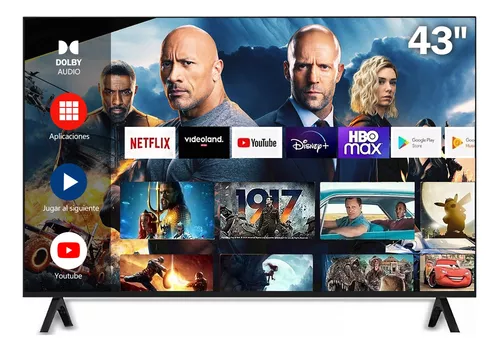 43"
DOLBY
AUDIO
Aplicaciones
NETFLIX
videoland.
YouTube
Disney+
HBO
max
Google Play
Store
Jugar al siguiente
1917
Youtube